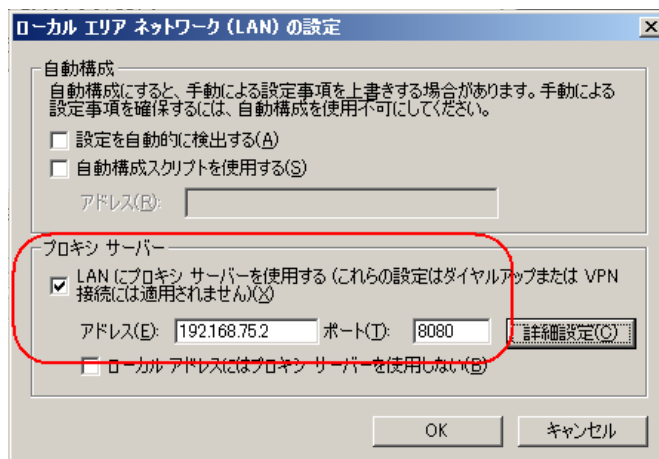 ローカル エリア ネットワーク (LAN) の設定
自動構成
自動構成にすると、手動による設定事項を上書きする場合があります。手動による
設定事項を確保するには、自動構成を使用不可にしてください。
設定を自動的に検出する(A)
自動構成スクリプトを使用する(S)
アドレス(R):
プロキシ サーバー
LAN にプロキシ サーバーを使用する (これらの設定はダイヤルアップまたは VPN
接続には適用されません)(X)
アドレス(E): 192.168.75.2 ポート(T): 8080 詳細設定(C)
ローカル アドレスにはプロキシ サーバーを使用しない(B)
OK キャンセル